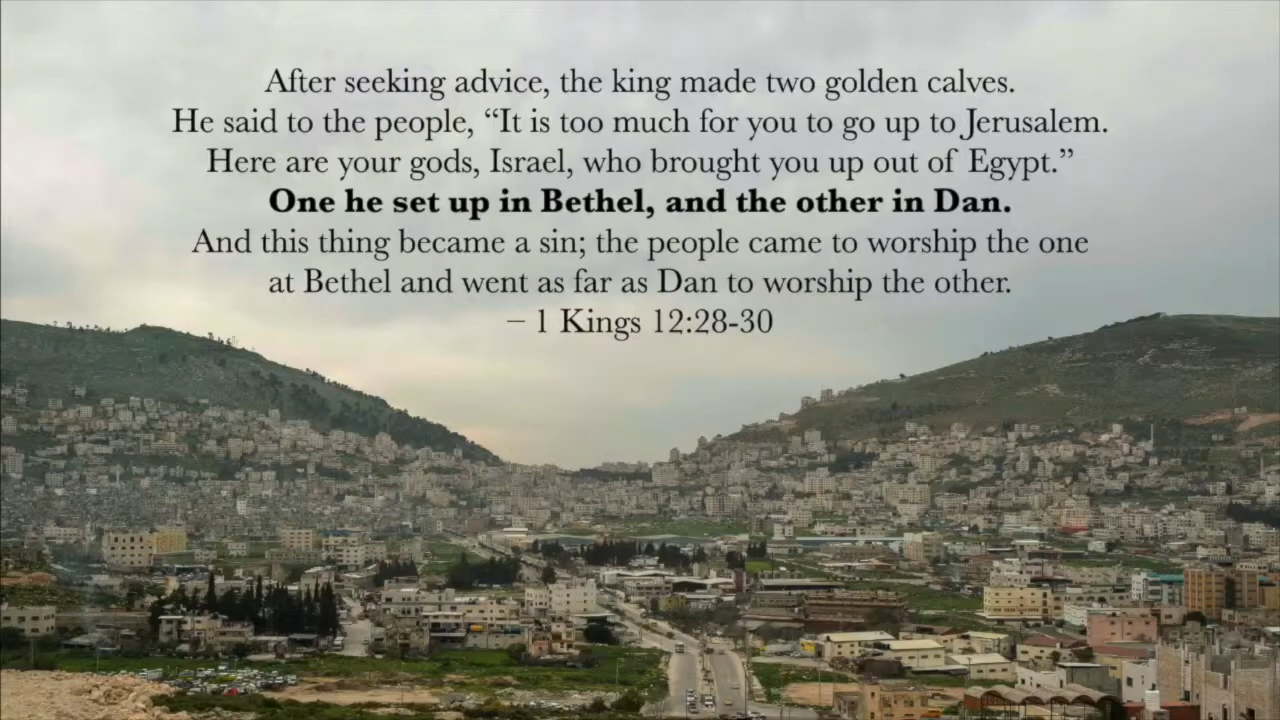 After seeking advice, the king made two golden calves.
He said to the people, “It is too much for you to go up to Jerusalem.
Here are your gods, Israel, who brought you up out of Egypt.”
One he set up in Bethel, and the other in Dan.
And this thing became a sin; the people came to worship the one
at Bethel and went as far as Dan to worship the other.
– 1 Kings 12:28-30